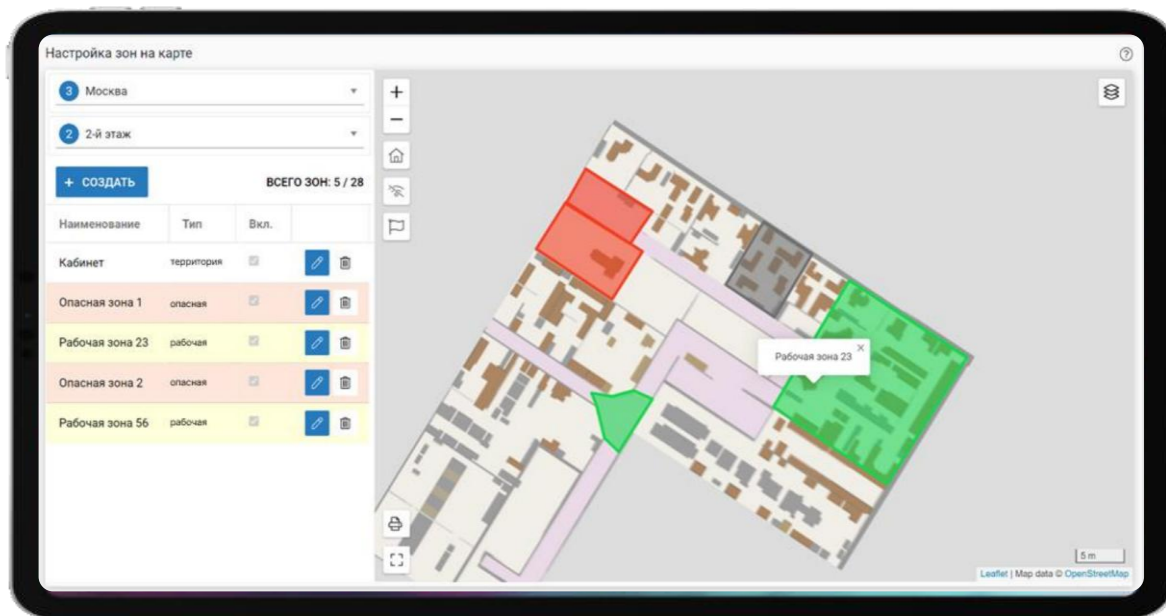 Настройка зон на карте
3 Москва
2 2-й этаж
+ СОЗДАТЬ
ВСЕГО ЗОН: 5 / 28
Наименование Тип Вкл.
Кабинет территория
Опасная зона 1 опасная
Рабочая зона 23 рабочая
Опасная зона 2 опасная
Рабочая зона 56 рабочая
Рабочая зона 23 ×
5 m
Leaflet | Map data © OpenStreetMap